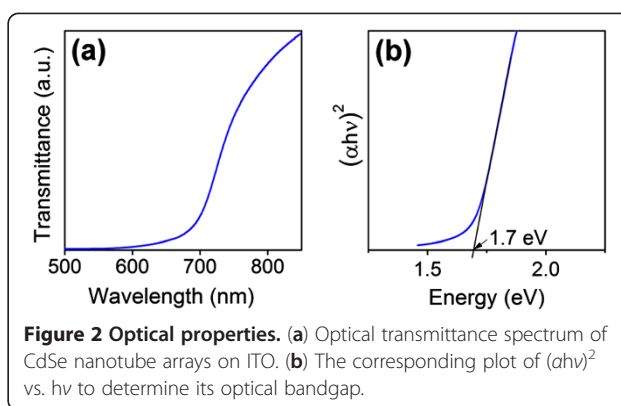 (a)
Transmittance (a.u.)
500 600 700 800
Wavelength (nm)
(b)
(αhν)²
1.7 eV
1.5 2.0
Energy (eV)
Figure 2 Optical properties. (a) Optical transmittance spectrum of
CdSe nanotube arrays on ITO. (b) The corresponding plot of (αhν)²
vs. hν to determine its optical bandgap.